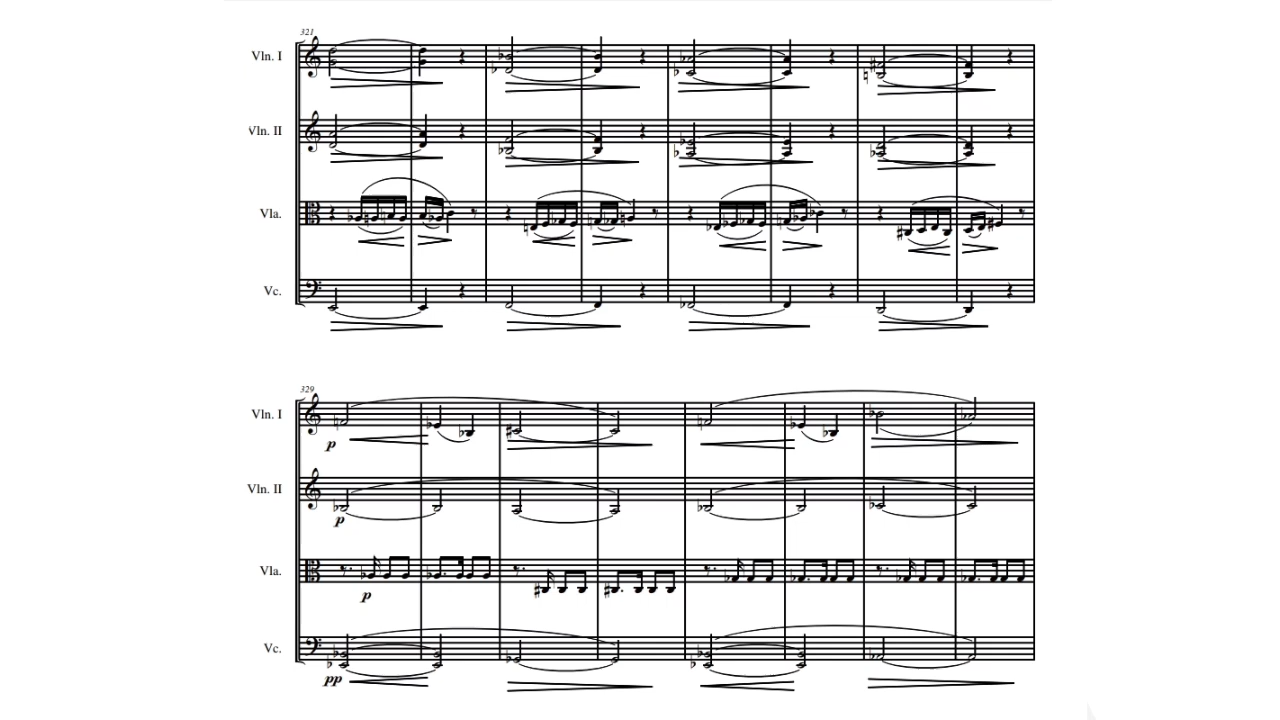 321
Vln. I
Vln. II
Vla.
Vc.
329
Vln. I
p
Vln. II
p
Vla.
p
Vc.
pp